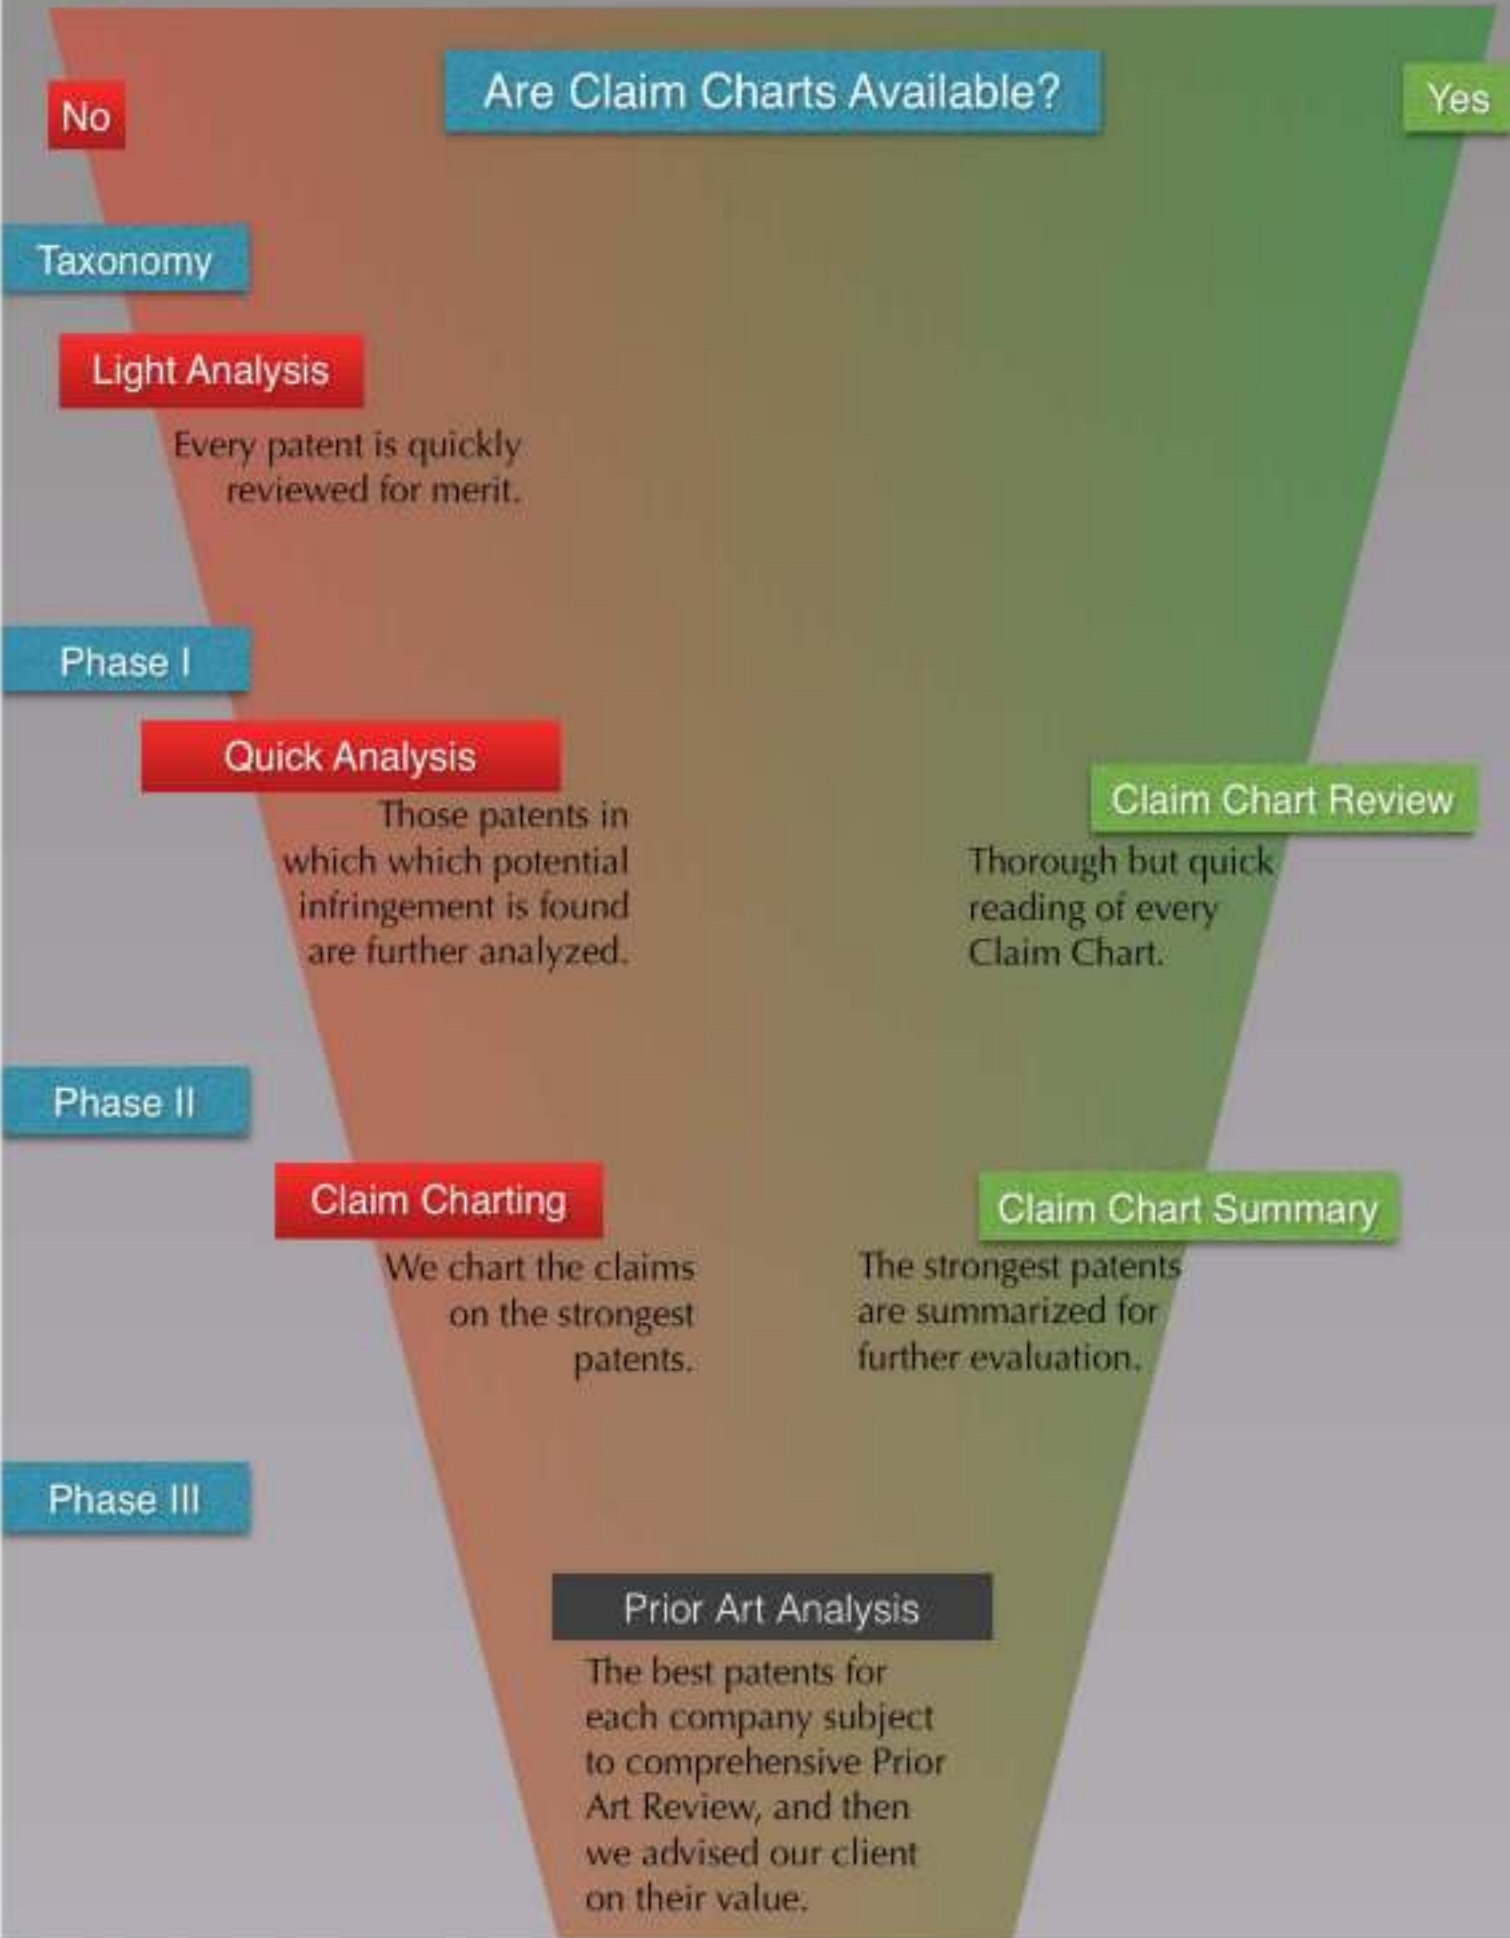 Are Claim Charts Available?
No
Yes
Taxonomy
Light Analysis
Every patent is quickly
reviewed for merit.
Phase I
Quick Analysis
Those patents in
which which potential
infringement is found
are further analyzed.
Claim Chart Review
Thorough but quick
reading of every
Claim Chart.
Phase II
Claim Charting
We chart the claims
on the strongest
patents.
Claim Chart Summary
The strongest patents
are summarized for
further evaluation.
Phase III
Prior Art Analysis
The best patents for
each company subject
to comprehensive Prior
Art Review, and then
we advised our client
on their value.